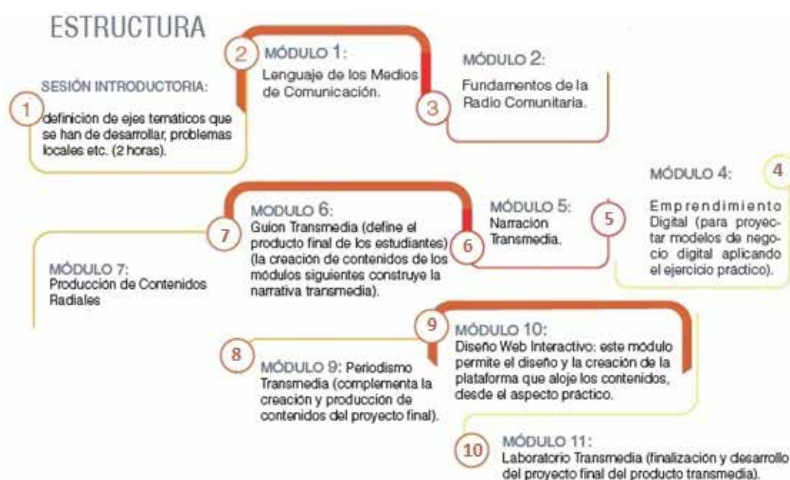 ESTRUCTURA
1
SESIÓN INTRODUCTORIA:
definición de ejes temáticos que
se han de desarrollar, problemas
locales etc. (2 horas).
2
MÓDULO 1:
Lenguaje de los Medios
de Comunicación.
3
MÓDULO 2:
Fundamentos de la
Radio Comunitaria.
4
MÓDULO 4:
Emprendimiento
Digital (para proyec-
tar modelos de nego-
cio digital aplicando
el ejercicio práctico).
5
MÓDULO 5:
Narración
Transmedia.
6
MODULO 6:
Guion Transmedia (define el
producto final de los estudiantes)
(la creación de contenidos de los
módulos siguientes construye la
narrativa transmedia).
7
MÓDULO 7:
Producción de Contenidos
Radiales
8
MÓDULO 9: Periodismo
Transmedia (complementa la
creación y producción de
contenidos del proyecto final).
9
MÓDULO 10:
Diseño Web Interactivo: este módulo
permite el diseño y la creación de la
plataforma que aloje los contenidos,
desde el aspecto práctico.
10
MÓDULO 11:
Laboratorio Transmedia (finalización y desarrollo
del proyecto final del producto transmedia).